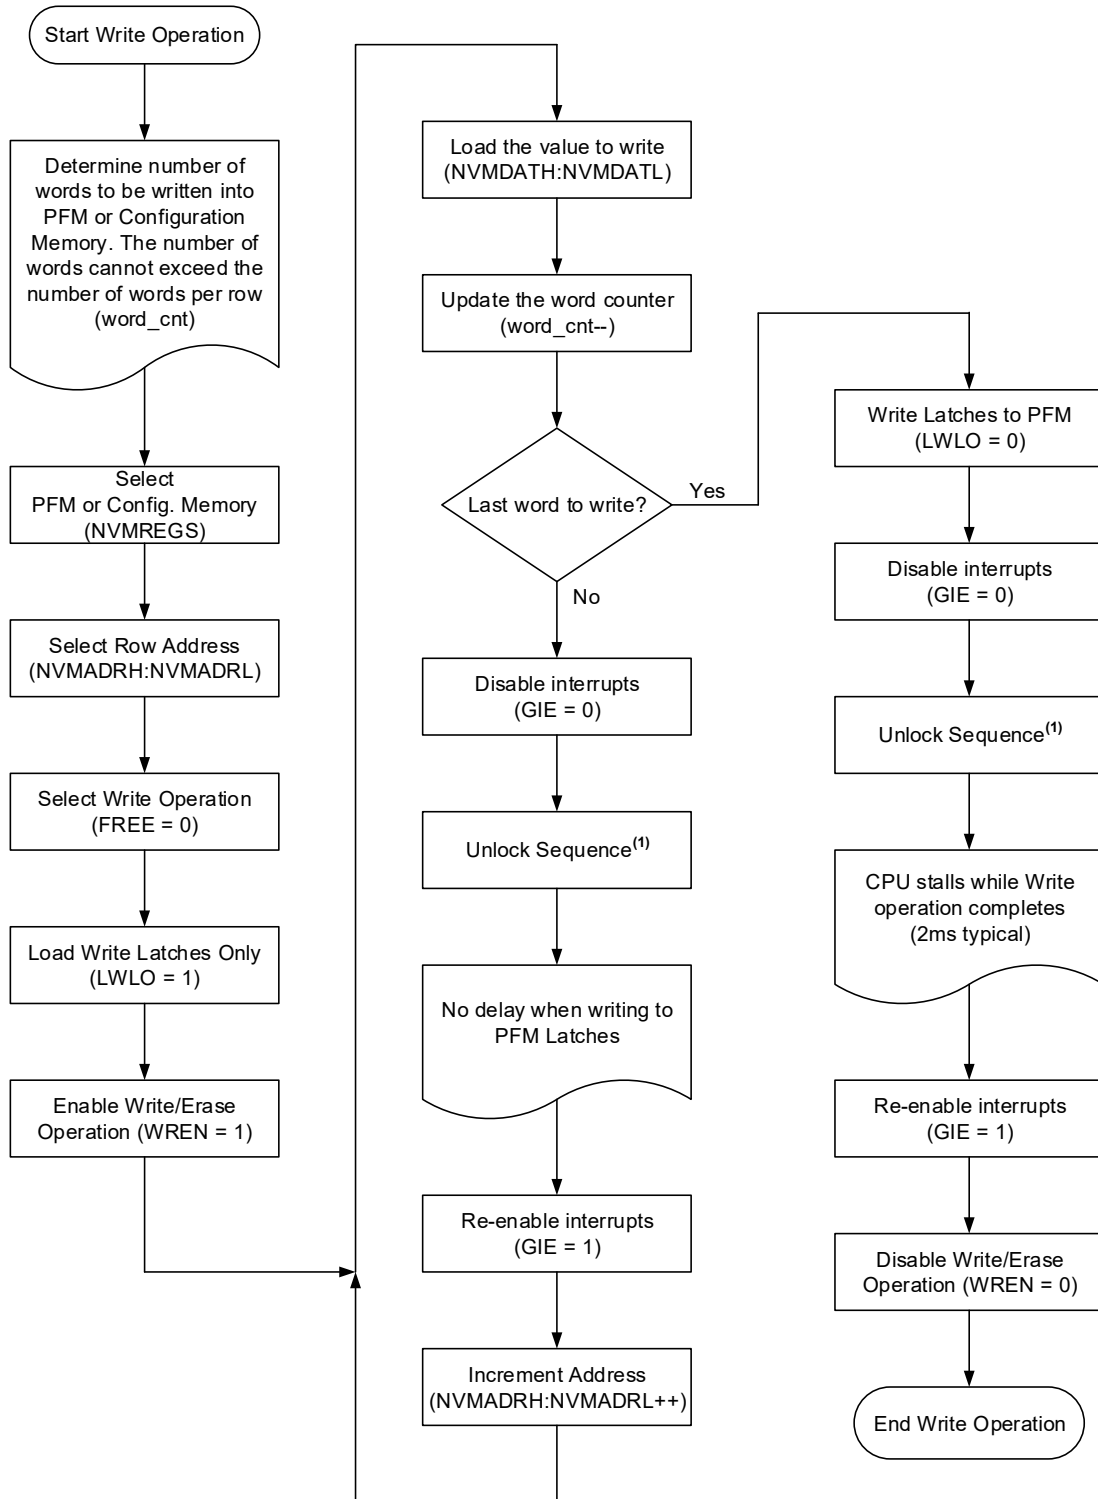 Start Write Operation
Determine number of
words to be written into
PFM or Configuration
Memory. The number of
words cannot exceed the
number of words per row
(word_cnt)
Select
PFM or Config. Memory
(NVMREGS)
Select Row Address
(NVMADRH:NVMADRL)
Select Write Operation
(FREE = 0)
Load Write Latches Only
(LWLO = 1)
Enable Write/Erase
Operation (WREN = 1)
Load the value to write
(NVMDATH:NVMDATL)
Update the word counter
(word_cnt--)
Last word to write?
Yes
No
Disable interrupts
(GIE = 0)
Unlock Sequence(1)
No delay when writing to
PFM Latches
Re-enable interrupts
(GIE = 1)
Increment Address
(NVMADRH:NVMADRL++)
Write Latches to PFM
(LWLO = 0)
Disable interrupts
(GIE = 0)
Unlock Sequence(1)
CPU stalls while Write
operation completes
(2ms typical)
Re-enable interrupts
(GIE = 1)
Disable Write/Erase
Operation (WREN = 0)
End Write Operation